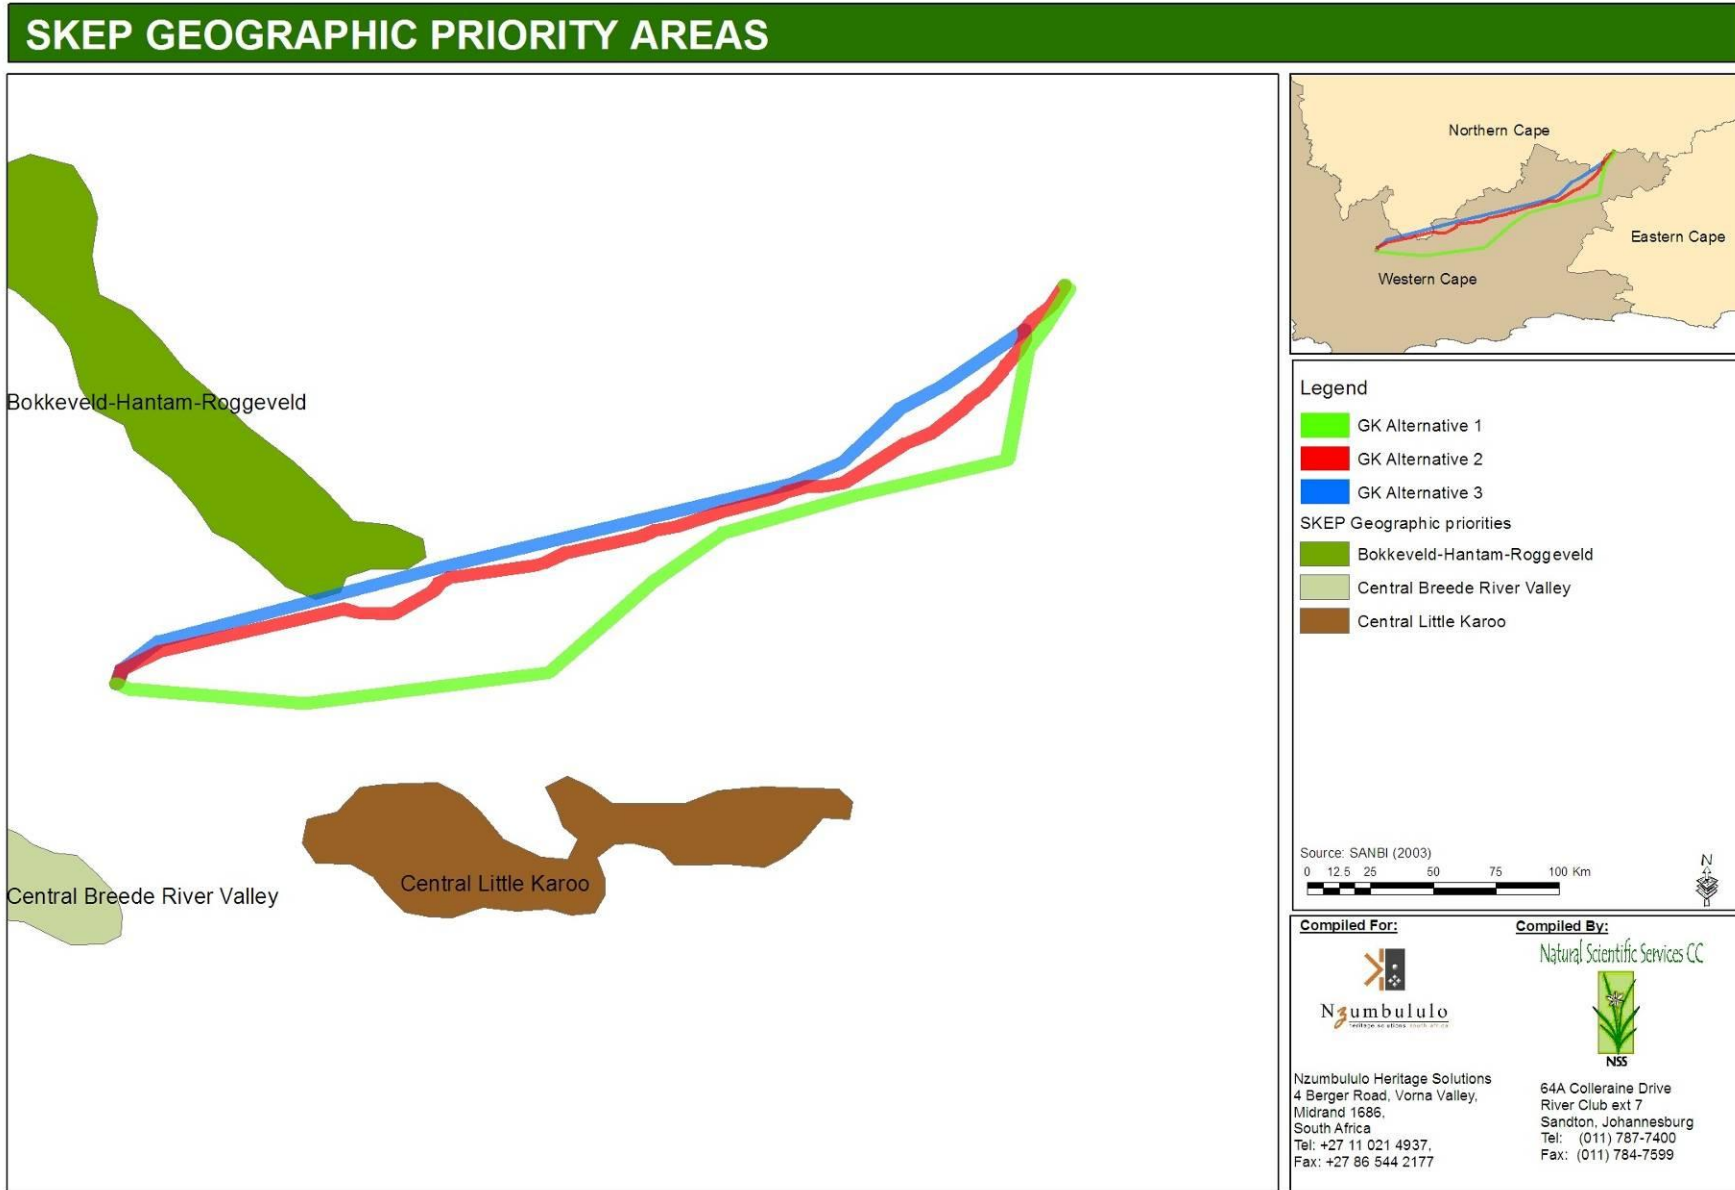 SKEP GEOGRAPHIC PRIORITY AREAS
Bokkeveld-Hantam-Roggeveld
Central Breede River Valley
Central Little Karoo
Northern Cape
Eastern Cape
Western Cape
Legend
GK Alternative 1
GK Alternative 2
GK Alternative 3
SKEP Geographic priorities
Bokkeveld-Hantam-Roggeveld
Central Breede River Valley
Central Little Karoo
Source: SANBI (2003)
0 12.5 25 50 75 100 Km
N
Compiled For:
Nzumbululo
heritage solutions south africa
Nzumbululo Heritage Solutions
4 Berger Road, Vorna Valley,
Midrand 1686,
South Africa
Tel: +27 11 021 4937,
Fax: +27 86 544 2177
Compiled By:
Natural Scientific Services CC
NSS
64A Colleraine Drive
River Club ext 7
Sandton, Johannesburg
Tel: (011) 787-7400
Fax: (011) 784-7599